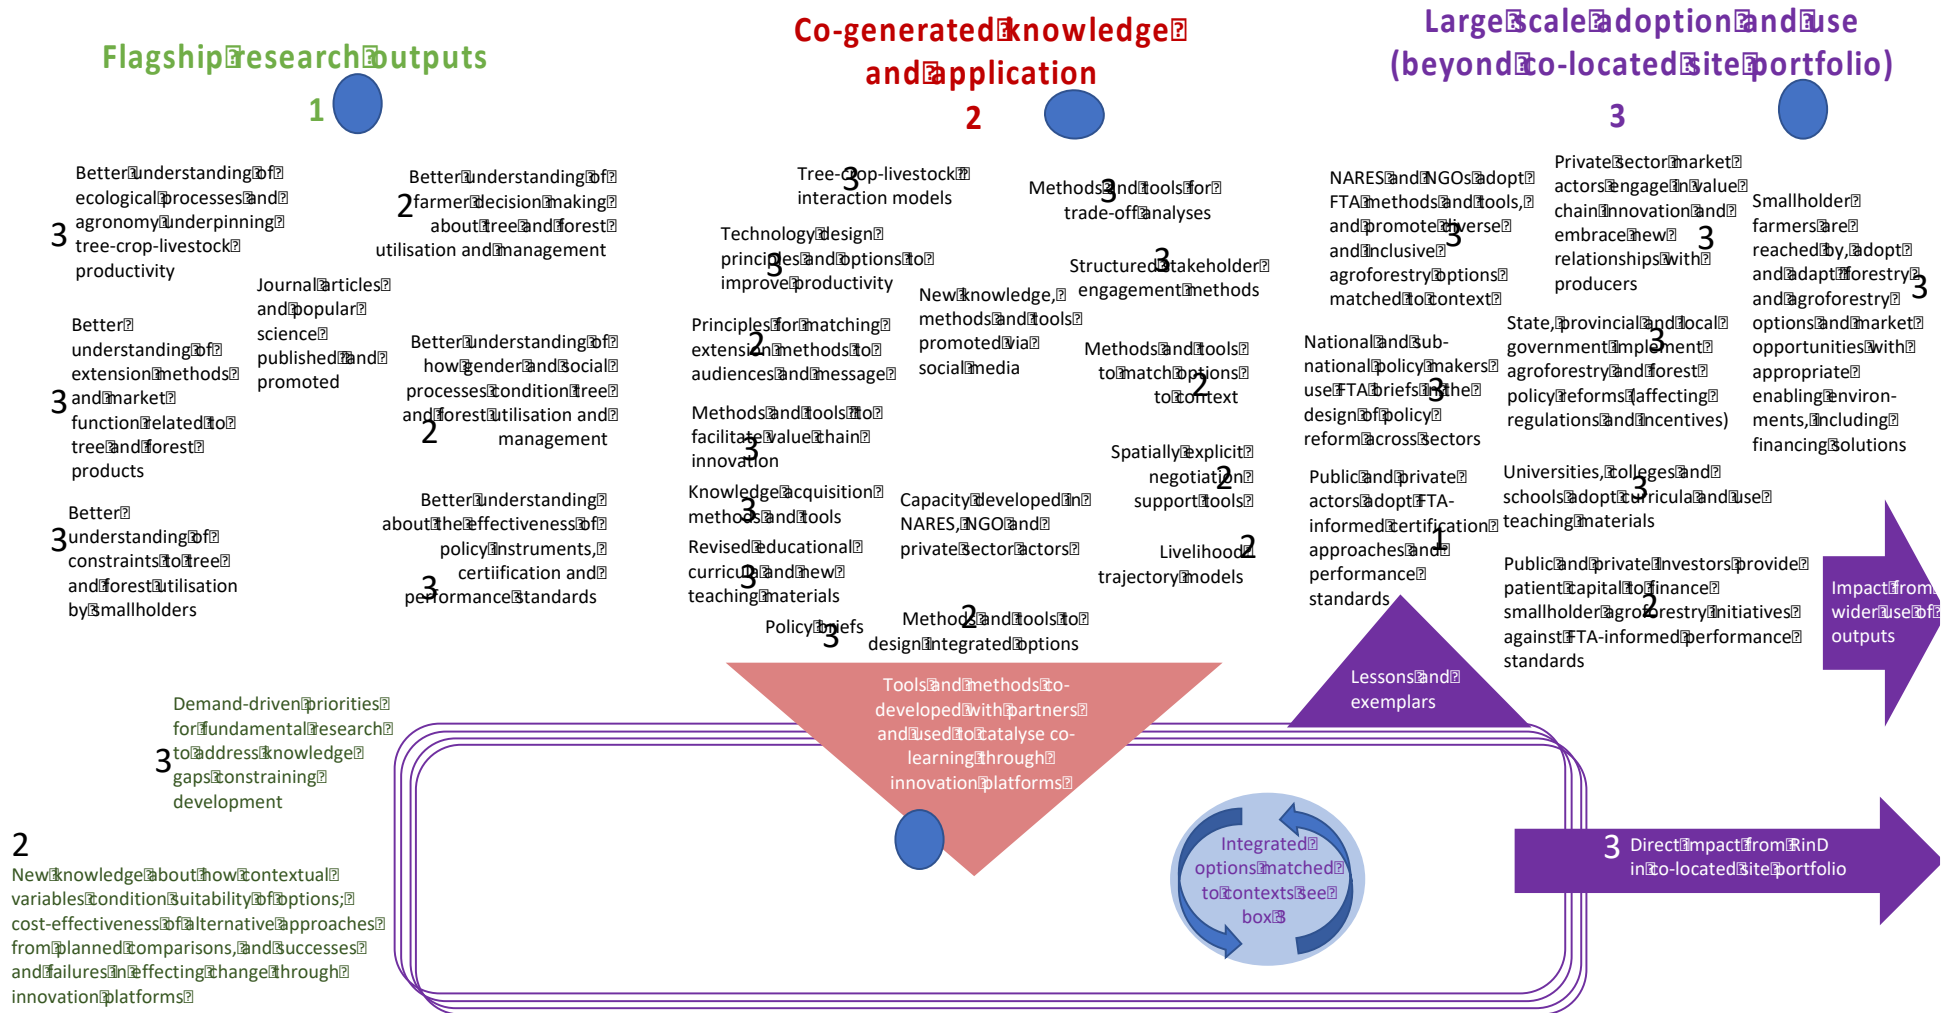 Flagship research outputs
1
Better understanding of
ecological processes and
agronomy underpinning
tree-crop-livestock
productivity
3
Better understanding of
farmer decision making
about tree and forest
utilisation and management
2
Journal articles
and popular
science
published and
promoted
Better
understanding of
extension methods
and market
function related to
tree and forest
products
3
Better understanding of
how gender and social
processes condition tree
and forest utilisation and
management
2
Better
understanding of
constraints to tree
and forest utilisation
by smallholders
3
Better understanding
about the effectiveness of
policy instruments,
certiification and
performance standards
3
Demand-driven priorities
for fundamental research
to address knowledge
gaps constraining
development
3
2
New knowledge about how contextual
variables condition suitability of options;
cost-effectiveness of alternative approaches
from planned comparisons, and successes
and failures in effecting change through
innovation platforms
Co-generated knowledge
and application
2
Tree-crop-livestock
interaction models
3
Methods and tools for
trade-off analyses
3
Technology design
principles and options to
improve productivity
3
Structured stakeholder
engagement methods
3
New knowledge,
methods and tools
promoted via
social media
Principles for matching
extension methods to
audiences and message
2
Methods and tools
to match options
to context
2
Methods and tools to
facilitate value chain
innovation
3
Spatially explicit
negotiation
support tools
2
Knowledge acquisition
methods and tools
3
Capacity developed in
NARES, NGO and
private sector actors
Revised educational
curricula and new
teaching materials
3
Livelihood
trajectory models
2
Policy briefs
3
Methods and tools to
design integrated options
2
Tools and methods co-
developed with partners
and used to catalyse co-
learning through
innovation platforms
Large scale adoption and use
(beyond co-located site portfolio)
3
NARES and NGOs adopt
FTA methods and tools,
and promote diverse
and inclusive
agroforestry options
matched to context
3
Private sector market
actors engage in value
chain innovation and
embrace new
relationships with
producers
3
Smallholder
farmers are
reached by, adopt
and adapt forestry
and agroforestry
options and market
opportunities with
appropriate
enabling environ-
ments, including
financing solutions
3
National and sub-
national policy makers
use FTA briefs in the
design of policy
reform across sectors
3
State, provincial and local
government implement
agroforestry and forest
policy reforms (affecting
regulations and incentives)
3
Public and private
actors adopt FTA-
informed certification
approaches and
performance
standards
1
Universities, colleges and
schools adopt curricula and use
teaching materials
3
Public and private Investors provide
patient capital to finance
smallholder agroforestry initiatives
against FTA-informed performance
standards
2
Lessons and
exemplars
Impact from
wider use of
outputs
Integrated
options matched
to contexts see
box 3
3
Direct impact from RinD
in co-located site portfolio